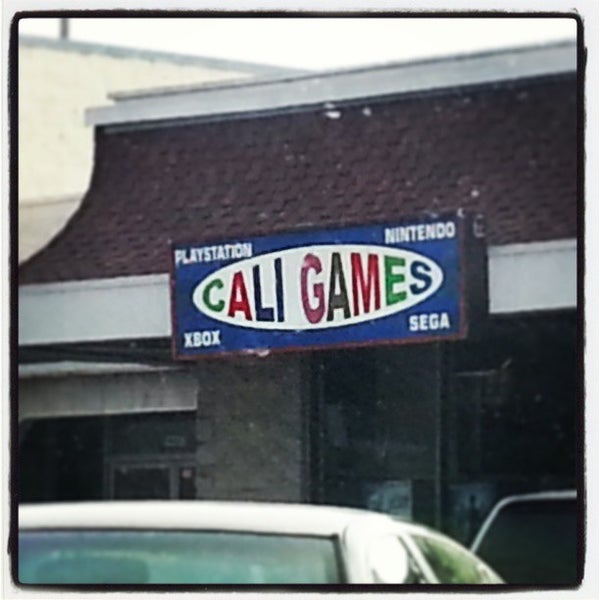 PLAYSTATION
NINTENDO
CALI GAMES
XBOX
SEGA